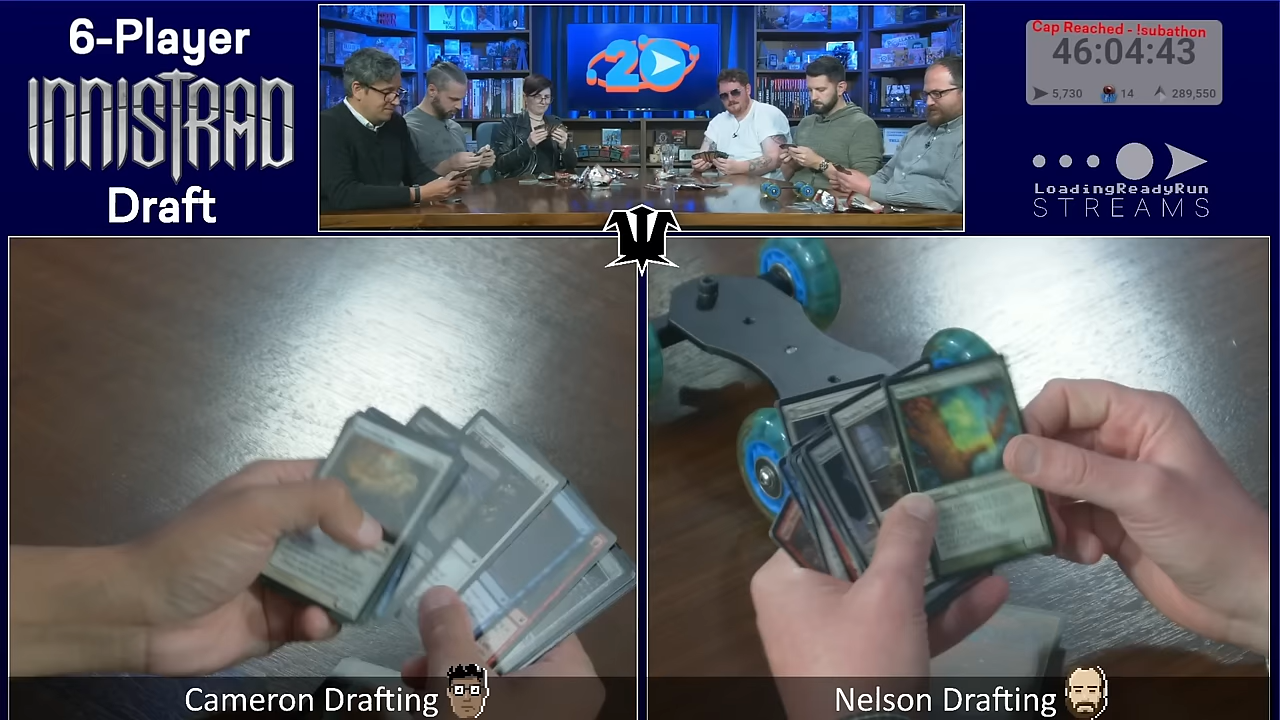 6-Player
INNISTRAD
Draft
20
Cap Reached - !subathon
46:04:43
5,730
14
289,550
LoadingReadyRun
STREAMS
Cameron Drafting
Nelson Drafting